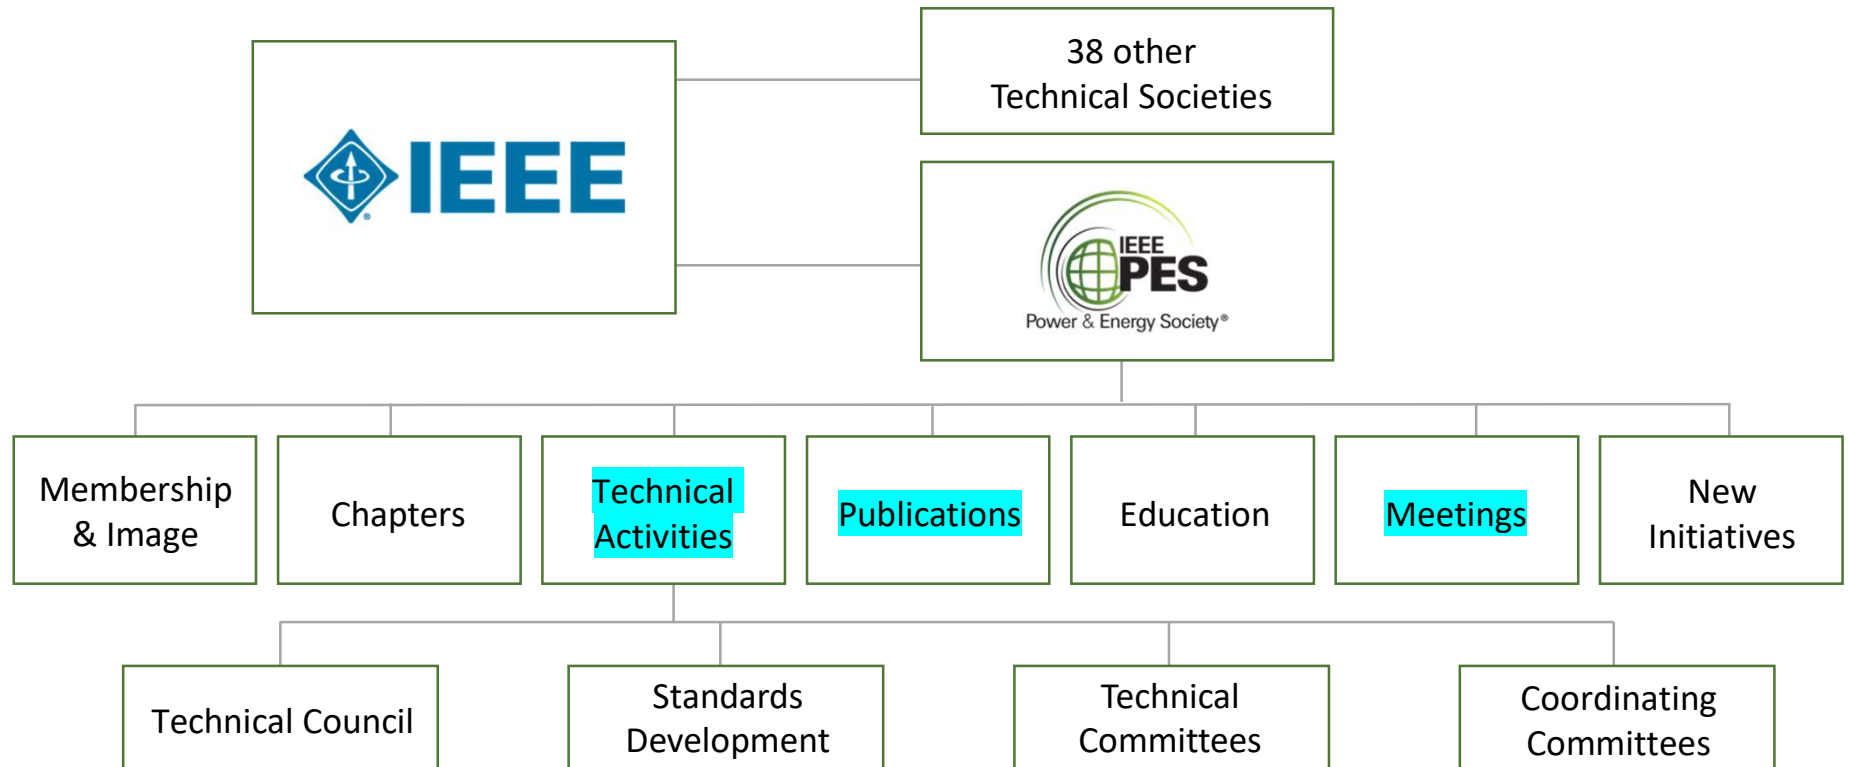 38 other
Technical Societies
IEEE
®
IEEE
PES
Power & Energy Society®
Membership
& Image
Chapters
Technical
Activities
Publications
Education
Meetings
New
Initiatives
Technical Council
Standards
Development
Technical
Committees
Coordinating
Committees